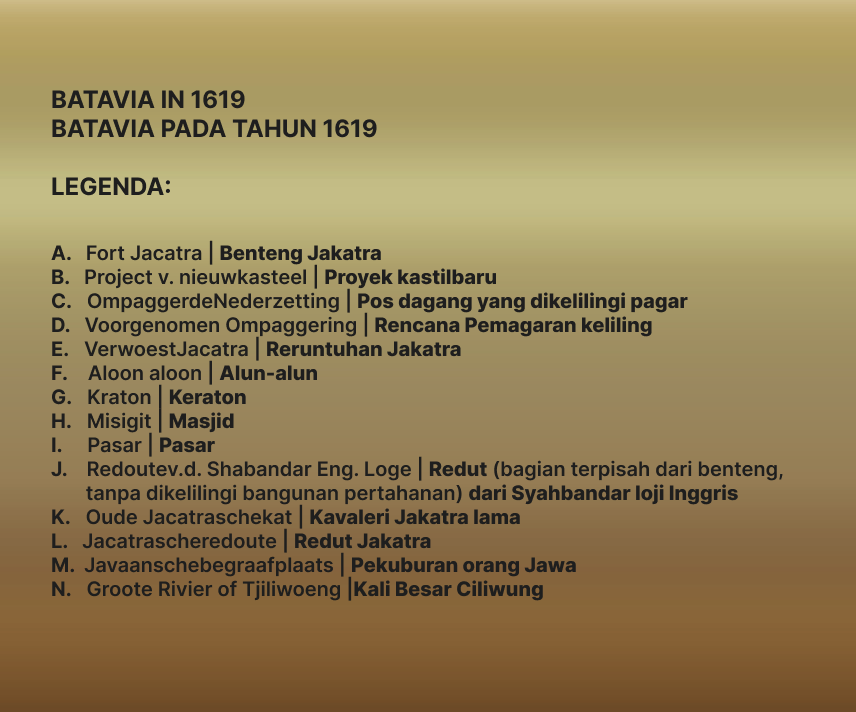 BATAVIA IN 1619
BATAVIA PADA TAHUN 1619
LEGENDA:
A. Fort Jacatra | Benteng Jakatra
B. Project v. nieuwkasteel | Proyek kastilbaru
C. OmpaggerdeNederzetting | Pos dagang yang dikelilingi pagar
D. Voorgenomen Ompaggering | Rencana Pemagaran keliling
E. VerwoestJacatra | Reruntuhan Jakatra
F. Aloon aloon | Alun-alun
G. Kraton | Keraton
H. Misigit | Masjid
I. Pasar | Pasar
J. Redoutev.d. Shabandar Eng. Loge | Redut (bagian terpisah dari benteng,
tanpa dikelilingi bangunan pertahanan) dari Syahbandar loji Inggris
K. Oude Jacatraschekat | Kavaleri Jakatra lama
L. Jacatrascheredoute | Redut Jakatra
M. Javaanschebegraafplaats | Pekuburan orang Jawa
N. Groote Rivier of Tjiliwoeng |Kali Besar Ciliwung